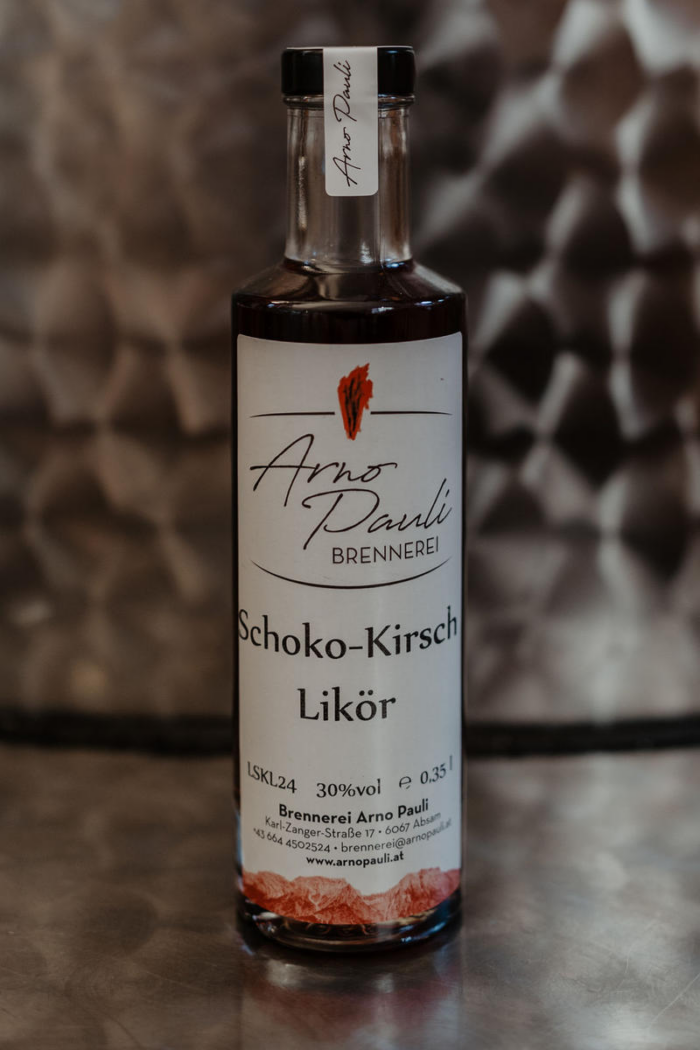 Arno Pauli
Arno
Pauli
BRENNEREI
Schoko-Kirsch
Likör
LSKL24 30%vol ℮ 0,35 l
Brennerei Arno Pauli
Karl-Zanger-Straße 17 • 6067 Absam
+43 664 4502524 • brennerei@arnopauli.at
www.arnopauli.at